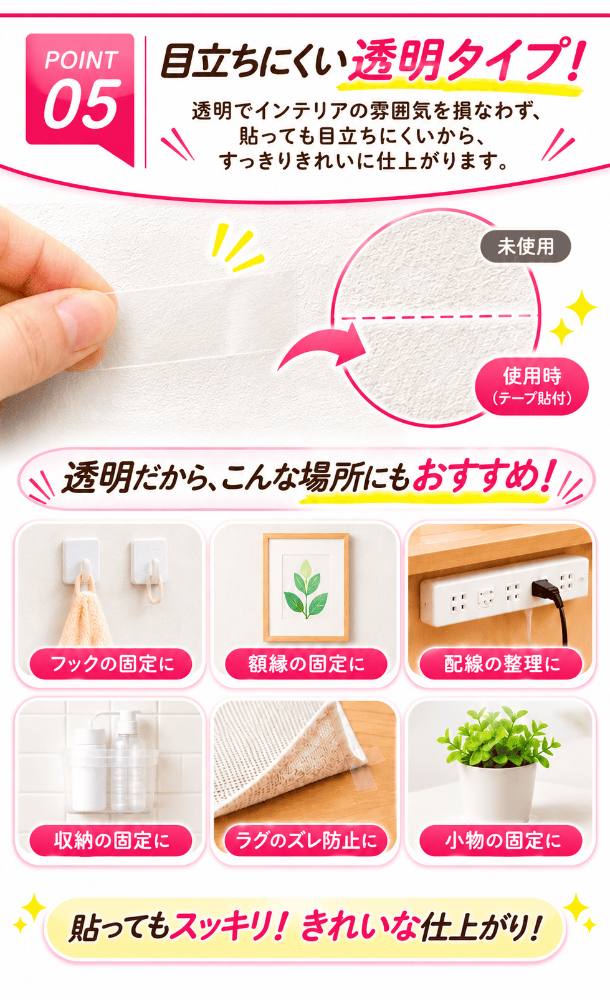 POINT
05
目立ちにくい透明タイプ!
透明でインテリアの雰囲気を損なわず、
貼っても目立ちにくいから、
すっきりきれいに仕上がります。
未使用
使用時
(テープ貼付)
透明だから、こんな場所にもおすすめ!
フックの固定に
額縁の固定に
配線の整理に
収納の固定に
ラグのズレ防止に
小物の固定に
貼ってもスッキリ! きれいな仕上がり!